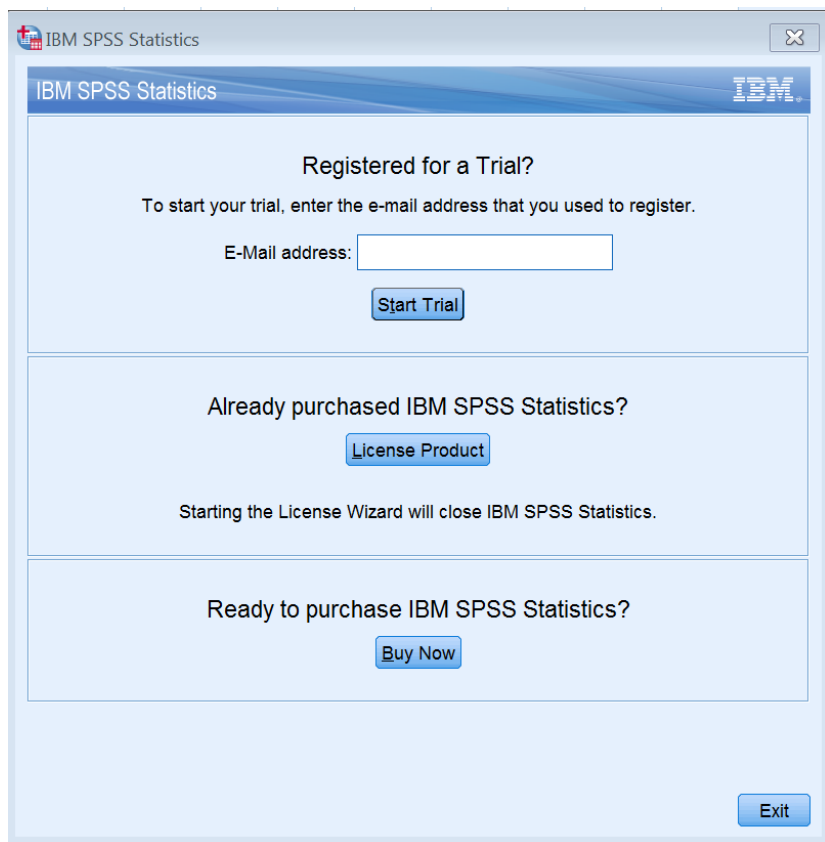 IBM SPSS Statistics
IBM SPSS Statistics IBM®
Registered for a Trial?
To start your trial, enter the e-mail address that you used to register.
E-Mail address:
Start Trial
Already purchased IBM SPSS Statistics?
License Product
Starting the License Wizard will close IBM SPSS Statistics.
Ready to purchase IBM SPSS Statistics?
Buy Now
Exit